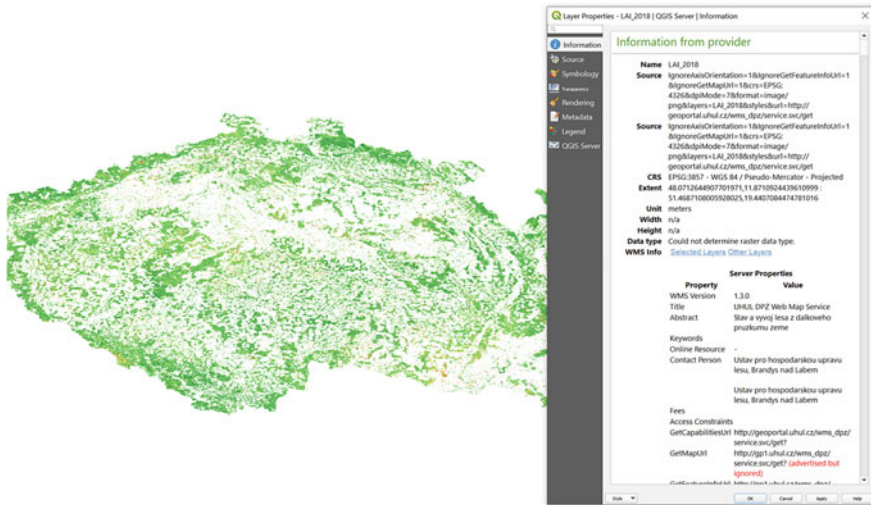 Layer Properties - LAI_2018 | QGIS Server | Information
Information
Source
Symbology
Transparency
Rendering
Metadata
Legend
QGIS Server
Information from provider
Name LAI_2018
Source IgnoreAxisOrientation=1&IgnoreGetFeatureInfoUrl=1
&IgnoreGetMapUrl=1&crs=EPSG:
4326&dpiMode=7&format=image/
png&layers=LAI_2018&styles&url=http://
geoportal.uhul.cz/wms_dpz/service.svc/get
Source IgnoreAxisOrientation=1&IgnoreGetFeatureInfoUrl=1
&IgnoreGetMapUrl=1&crs=EPSG:
4326&dpiMode=7&format=image/
png&layers=LAI_2018&styles&url=http://
geoportal.uhul.cz/wms_dpz/service.svc/get
CRS EPSG:3857 - WGS 84 / Pseudo-Mercator - Projected
Extent 48.0712644907701971,11.8710924439610999 :
51.4687108005928025,19.4407084474781016
Unit meters
Width n/a
Height n/a
Data type Could not determine raster data type.
WMS Info Selected Layers Other Layers
Server Properties
Property Value
WMS Version 1.3.0
Title UHUL DPZ Web Map Service
Abstract Stav a vyvoj lesa z dalkoveho
pruzkumu zeme
Keywords
Online Resource -
Contact Person Ustav pro hospodarskou upravu
lesu, Brandys nad Labem
Ustav pro hospodarskou upravu
lesu, Brandys nad Labem
Fees
Access Constraints
GetCapabilitiesUrl http://geoportal.uhul.cz/wms_dpz/
service.svc/get?
GetMapUrl http://gp1.uhul.cz/wms_dpz/
service.svc/get? (advertised but
ignored)
GetFeatureInfoUrl http://gp1.uhul.cz/wms_dpz/
Style OK Cancel Apply Help